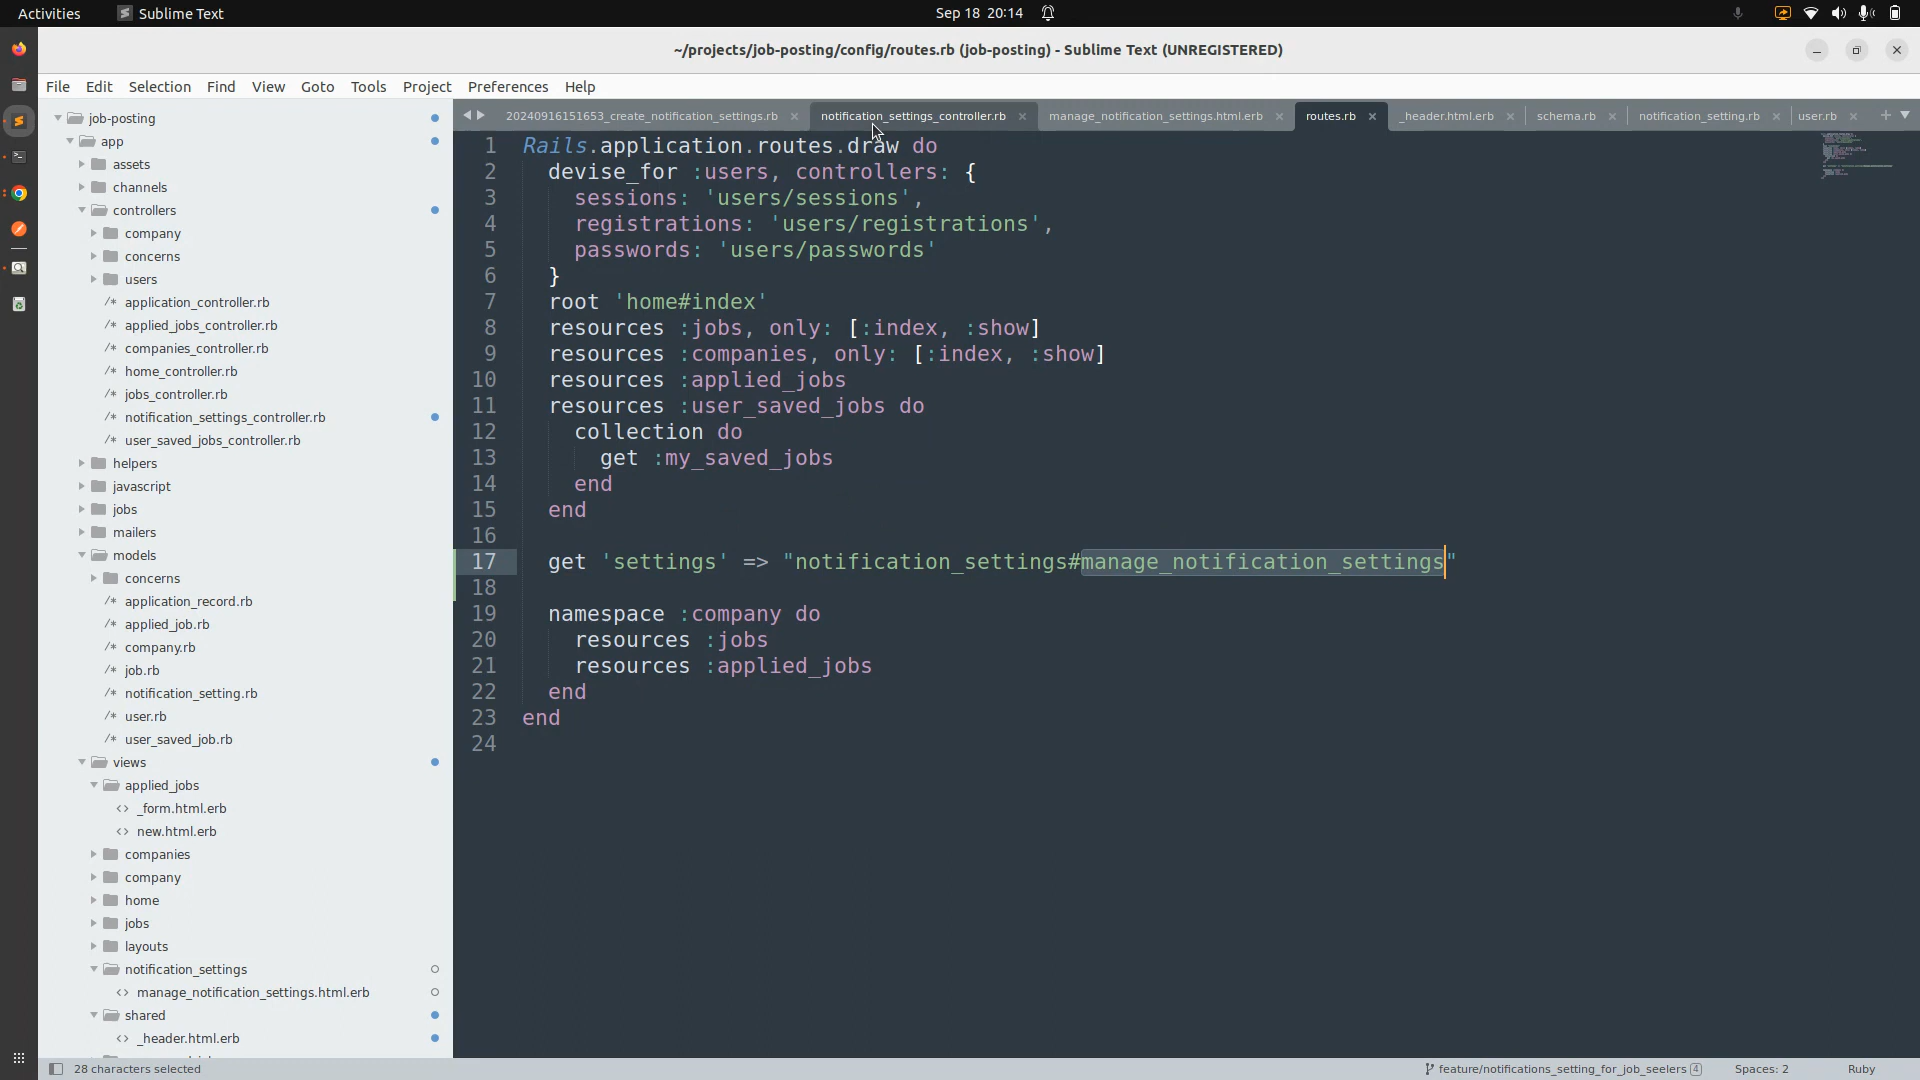 Activities Sublime Text Sep 18 20:14
~/projects/job-posting/config/routes.rb (job-posting) - Sublime Text (UNREGISTERED)
File Edit Selection Find View Goto Tools Project Preferences Help
20240916151653_create_notification_settings.rb notification_settings_controller.rb manage_notification_settings.html.erb routes.rb _header.html.erb schema.rb notification_setting.rb user.rb
job-posting
app
assets
channels
controllers
company
concerns
users
/* application_controller.rb
/* applied_jobs_controller.rb
/* companies_controller.rb
/* home_controller.rb
/* jobs_controller.rb
/* notification_settings_controller.rb
/* user_saved_jobs_controller.rb
helpers
javascript
jobs
mailers
models
concerns
/* application_record.rb
/* applied_job.rb
/* company.rb
/* job.rb
/* notification_setting.rb
/* user.rb
/* user_saved_job.rb
views
applied_jobs
<> _form.html.erb
<> new.html.erb
companies
company
home
jobs
layouts
notification_settings
<> manage_notification_settings.html.erb
shared
<> _header.html.erb
1 Rails.application.routes.draw do
2 devise_for :users, controllers: {
3 sessions: 'users/sessions',
4 registrations: 'users/registrations',
5 passwords: 'users/passwords'
6 }
7 root 'home#index'
8 resources :jobs, only: [:index, :show]
9 resources :companies, only: [:index, :show]
10 resources :applied_jobs
11 resources :user_saved_jobs do
12 collection do
13 get :my_saved_jobs
14 end
15 end
16
17 get 'settings' => "notification_settings#manage_notification_settings"
18
19 namespace :company do
20 resources :jobs
21 resources :applied_jobs
22 end
23 end
24
28 characters selected feature/notifications_setting_for_job_seelers 4 Spaces: 2 Ruby